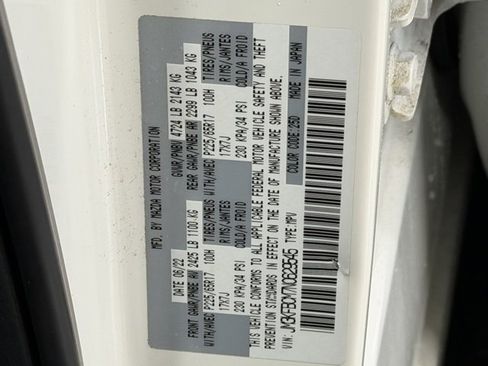 MFD. BY MAZDA MOTOR CORPORATION
DATE 06/22 GVWR/PNBV 4724 LB 2143 KG
FRONT GAWR/PNBE AV 2425 LB 1100 KG REAR GAWR/PNBE AR 2299 LB 1043 KG
WITH/AVEC P225/65R17 100H TIRES/PNEUS WITH/AVEC P225/65R17 100H TIRES/PNEUS
17X7J RIMS/JANTES 17X7J RIMS/JANTES
230 KPA/34 PSI COLD/A FROID 230 KPA/34 PSI COLD/A FROID
THIS VEHICLE CONFORMS TO ALL APPLICABLE FEDERAL MOTOR VEHICLE SAFETY AND THEFT
PREVENTION STANDARDS IN EFFECT ON THE DATE OF MANUFACTURE SHOWN ABOVE.
VIN: TYPE: MPV COLOR CODE: 25D MADE IN JAPAN